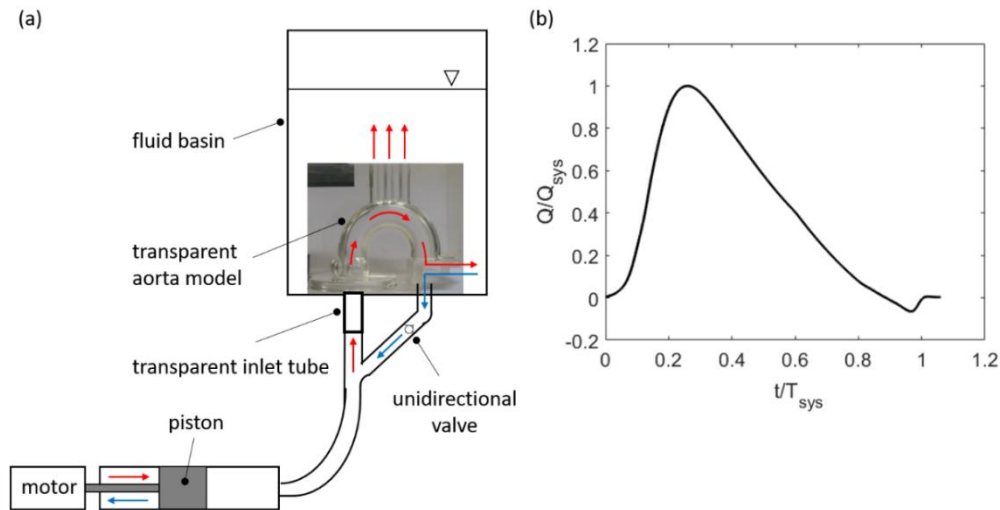 (a)
fluid basin
transparent
aorta model
transparent inlet tube
unidirectional
valve
piston
motor
(b)
1.2
1
0.8
0.6
0.4
0.2
0
-0.2
Q/Q_sys
0 0.2 0.4 0.6 0.8 1 1.2
t/T_sys